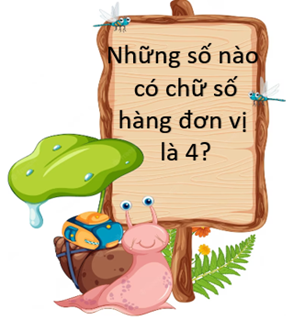 Những số nào
có chữ số
hàng đơn vị
là 4?